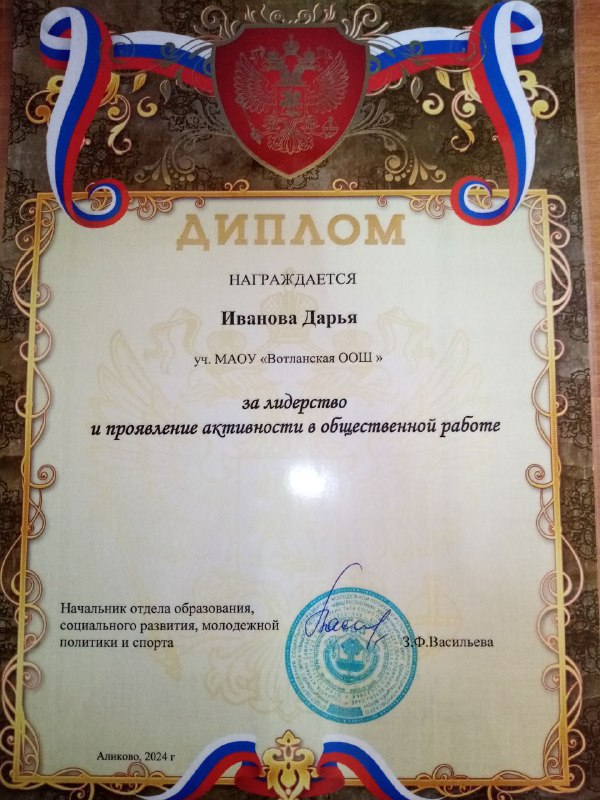 ДИПЛОМ
НАГРАЖДАЕТСЯ
Иванова Дарья
уч. МАОУ «Вотланская ООШ »
за лидерство
и проявление активности в общественной работе
Начальник отдела образования,
социального развития, молодежной
политики и спорта
З.Ф.Васильева
Аликово, 2024 г